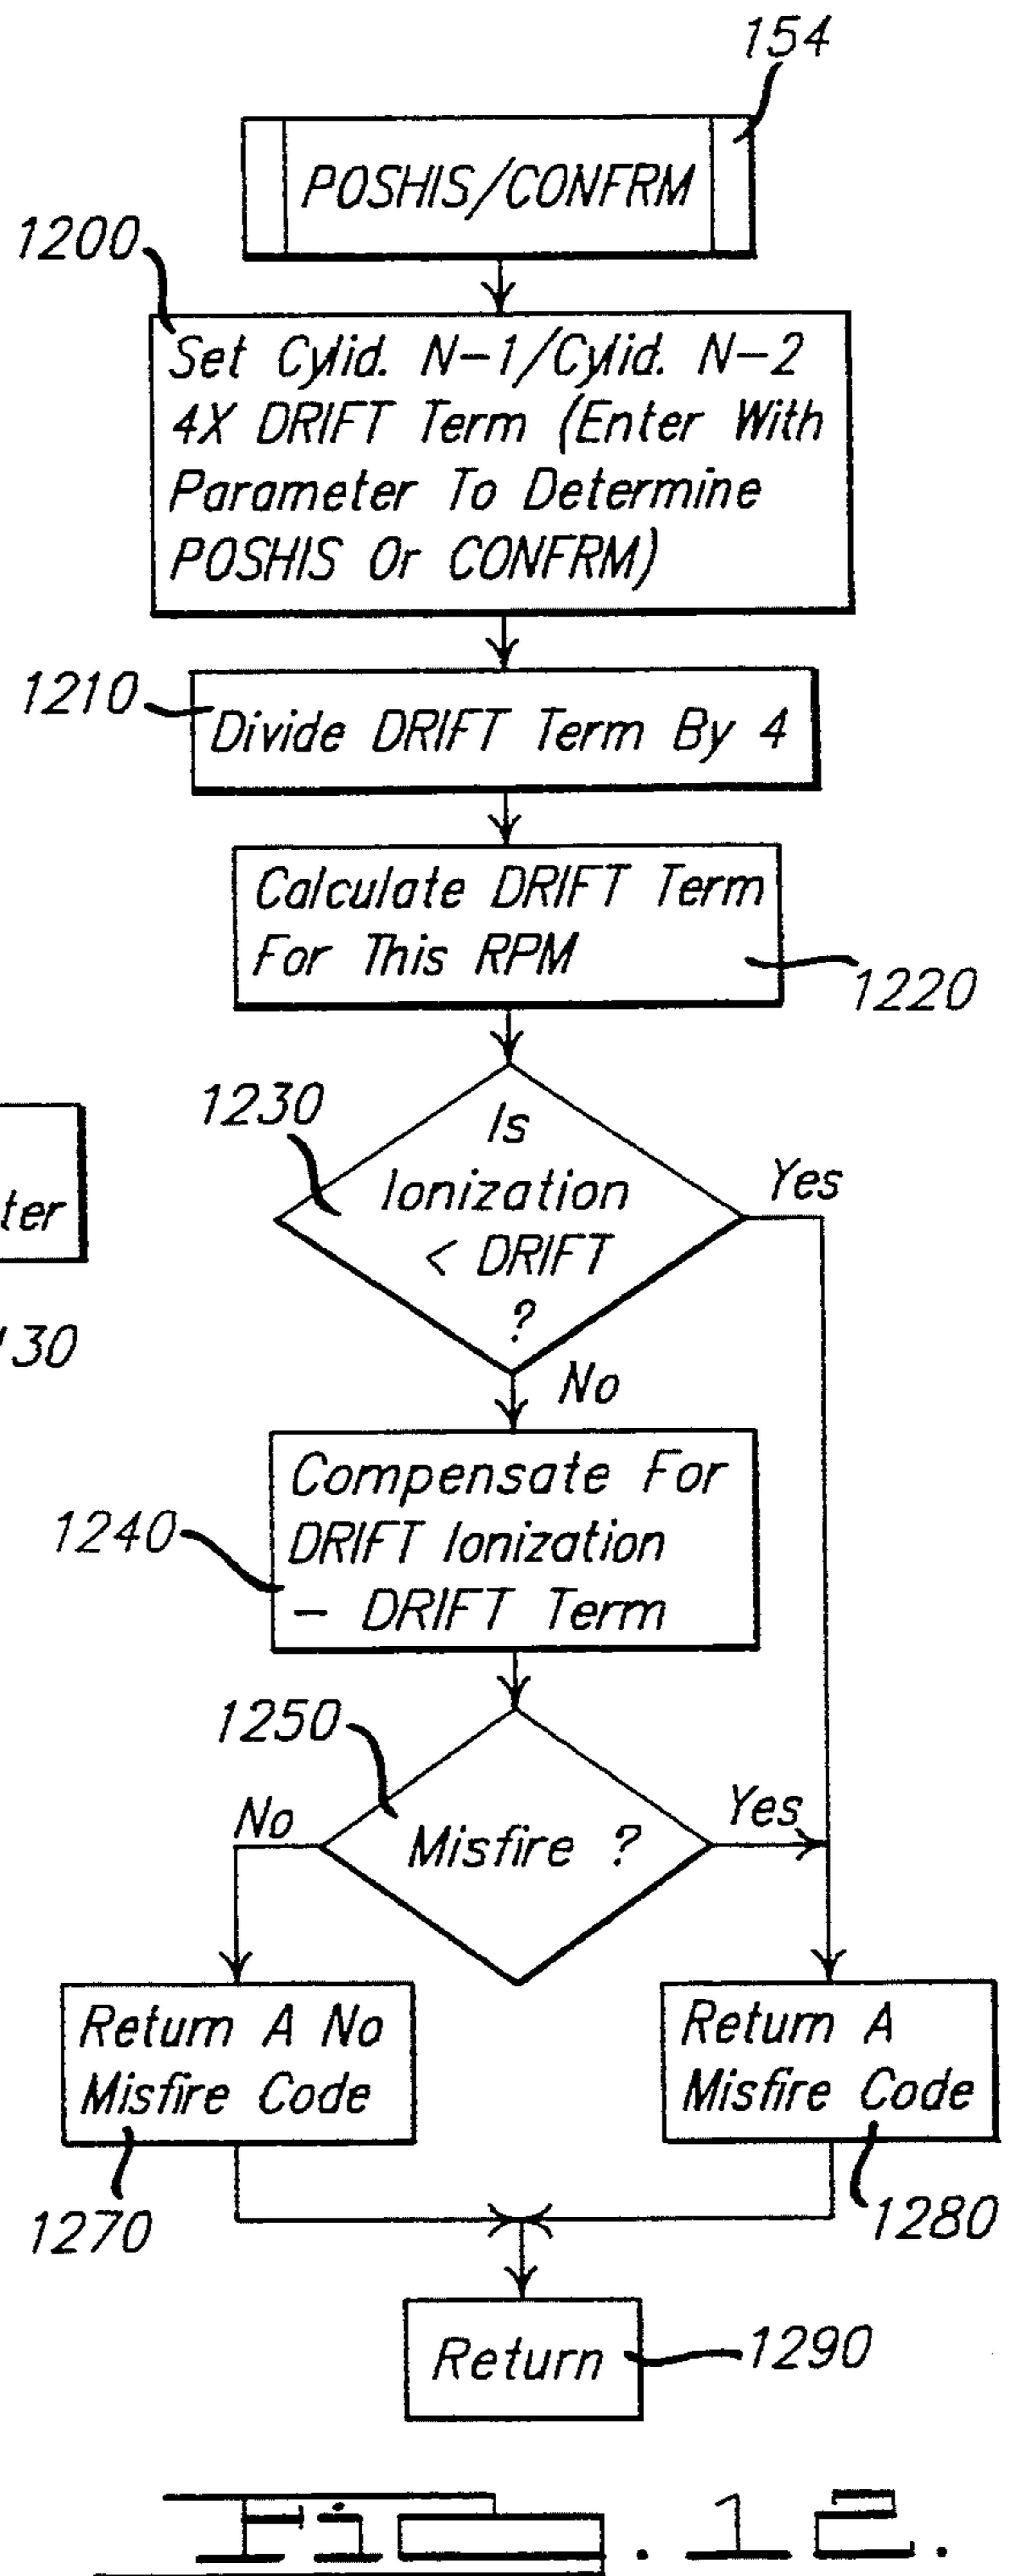 154
POSHIS/CONFRM
1200
Set Cylid. N-1/Cylid. N-2
4X DRIFT Term (Enter With
Parameter To Determine
POSHIS Or CONFRM)
1210
Divide DRIFT Term By 4
Calculate DRIFT Term
For This RPM
1220
1230
Is
Ionization
< DRIFT
?
Yes
ter
130
No
Compensate For
DRIFT Ionization
- DRIFT Term
1240
1250
Misfire ?
No
Yes
Return A No
Misfire Code
Return A
Misfire Code
1270
1280
Return
1290